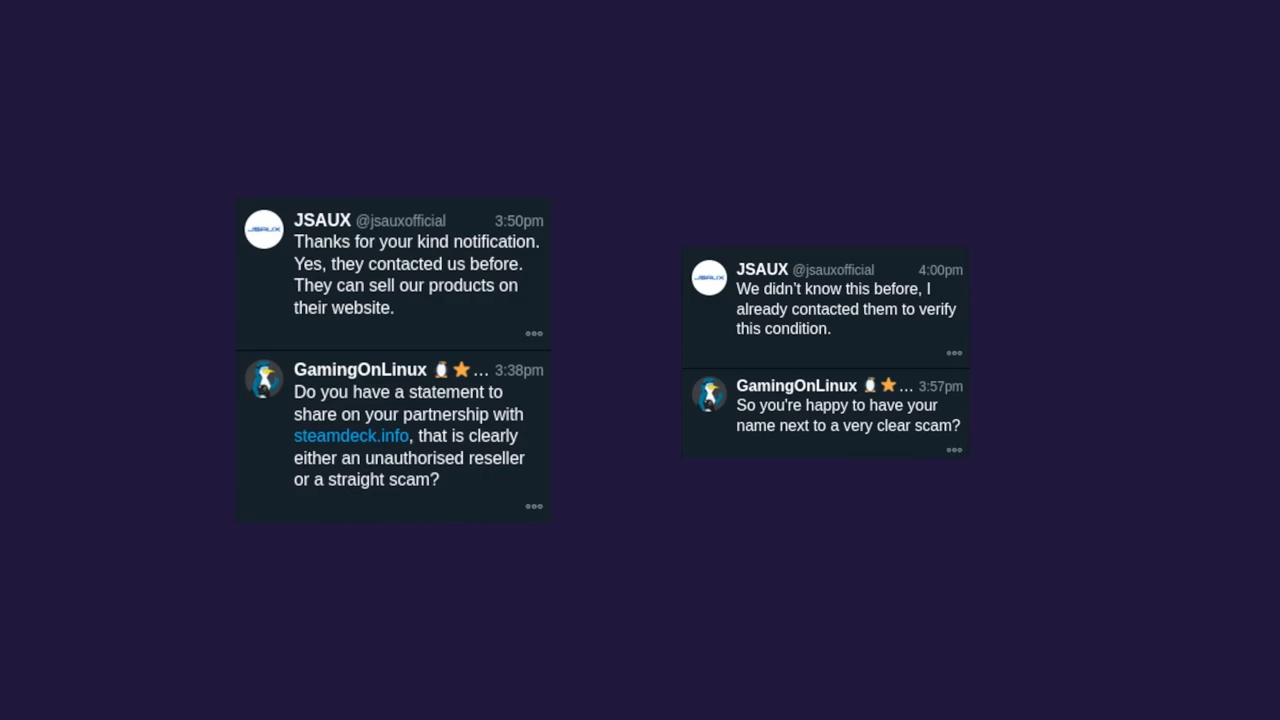 JSAUX @jsauxofficial 3:50pm
Thanks for your kind notification.
Yes, they contacted us before.
They can sell our products on
their website.
GamingOnLinux 🐧⭐... 3:38pm
Do you have a statement to
share on your partnership with
steamdeck.info, that is clearly
either an unauthorised reseller
or a straight scam?
JSAUX @jsauxofficial 4:00pm
We didn't know this before, I
already contacted them to verify
this condition.
GamingOnLinux 🐧⭐... 3:57pm
So you're happy to have your
name next to a very clear scam?